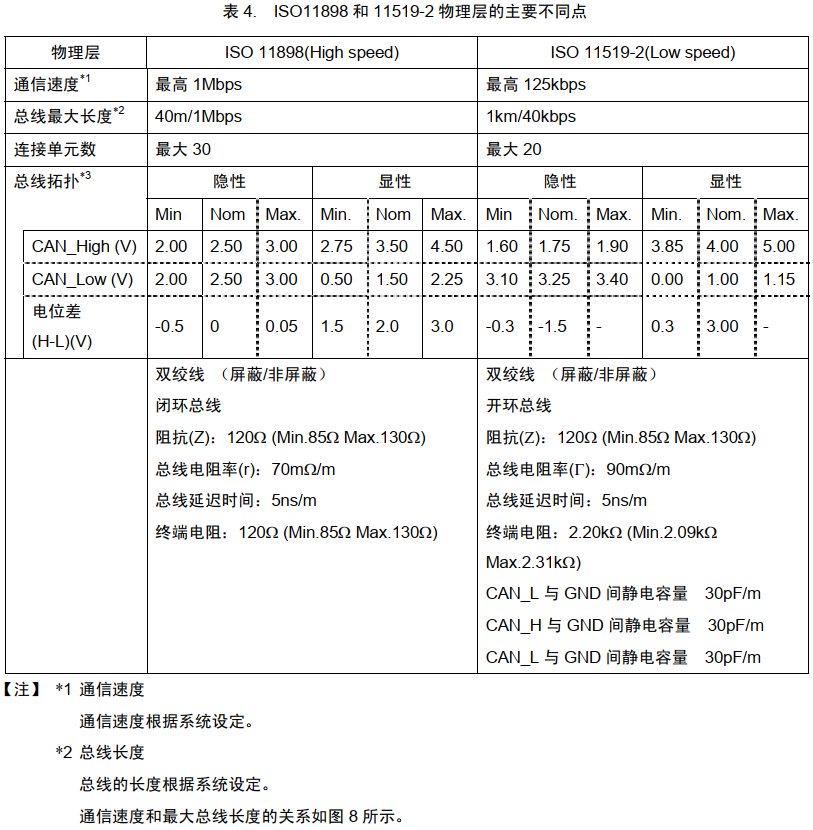 表 4. ISO11898 和 11519-2 物理层的主要不同点
物理层 ISO 11898(High speed) ISO 11519-2(Low speed)
通信速度*1 最高 1Mbps 最高 125kbps
总线最大长度*2 40m/1Mbps 1km/40kbps
连接单元数 最大 30 最大 20
总线拓扑*3 隐性 显性 隐性 显性
Min Nom Max. Min. Nom Max. Min Nom. Max. Min. Nom. Max.
CAN_High (V) 2.00 2.50 3.00 2.75 3.50 4.50 1.60 1.75 1.90 3.85 4.00 5.00
CAN_Low (V) 2.00 2.50 3.00 0.50 1.50 2.25 3.10 3.25 3.40 0.00 1.00 1.15
电位差
(H-L)(V) -0.5 0 0.05 1.5 2.0 3.0 -0.3 -1.5 - 0.3 3.00 -
双绞线 （屏蔽/非屏蔽）
闭环总线
阻抗(Z)：120Ω (Min.85Ω Max.130Ω)
总线电阻率(r)：70mΩ/m
总线延迟时间：5ns/m
终端电阻：120Ω (Min.85Ω Max.130Ω)
双绞线 （屏蔽/非屏蔽）
开环总线
阻抗(Z)：120Ω (Min.85Ω Max.130Ω)
总线电阻率(Γ)：90mΩ/m
总线延迟时间：5ns/m
终端电阻：2.20kΩ (Min.2.09kΩ
Max.2.31kΩ)
CAN_L 与 GND 间静电容量 30pF/m
CAN_H 与 GND 间静电容量 30pF/m
CAN_L 与 GND 间静电容量 30pF/m
【注】 *1 通信速度
通信速度根据系统设定。
*2 总线长度
总线的长度根据系统设定。
通信速度和最大总线长度的关系如图 8 所示。